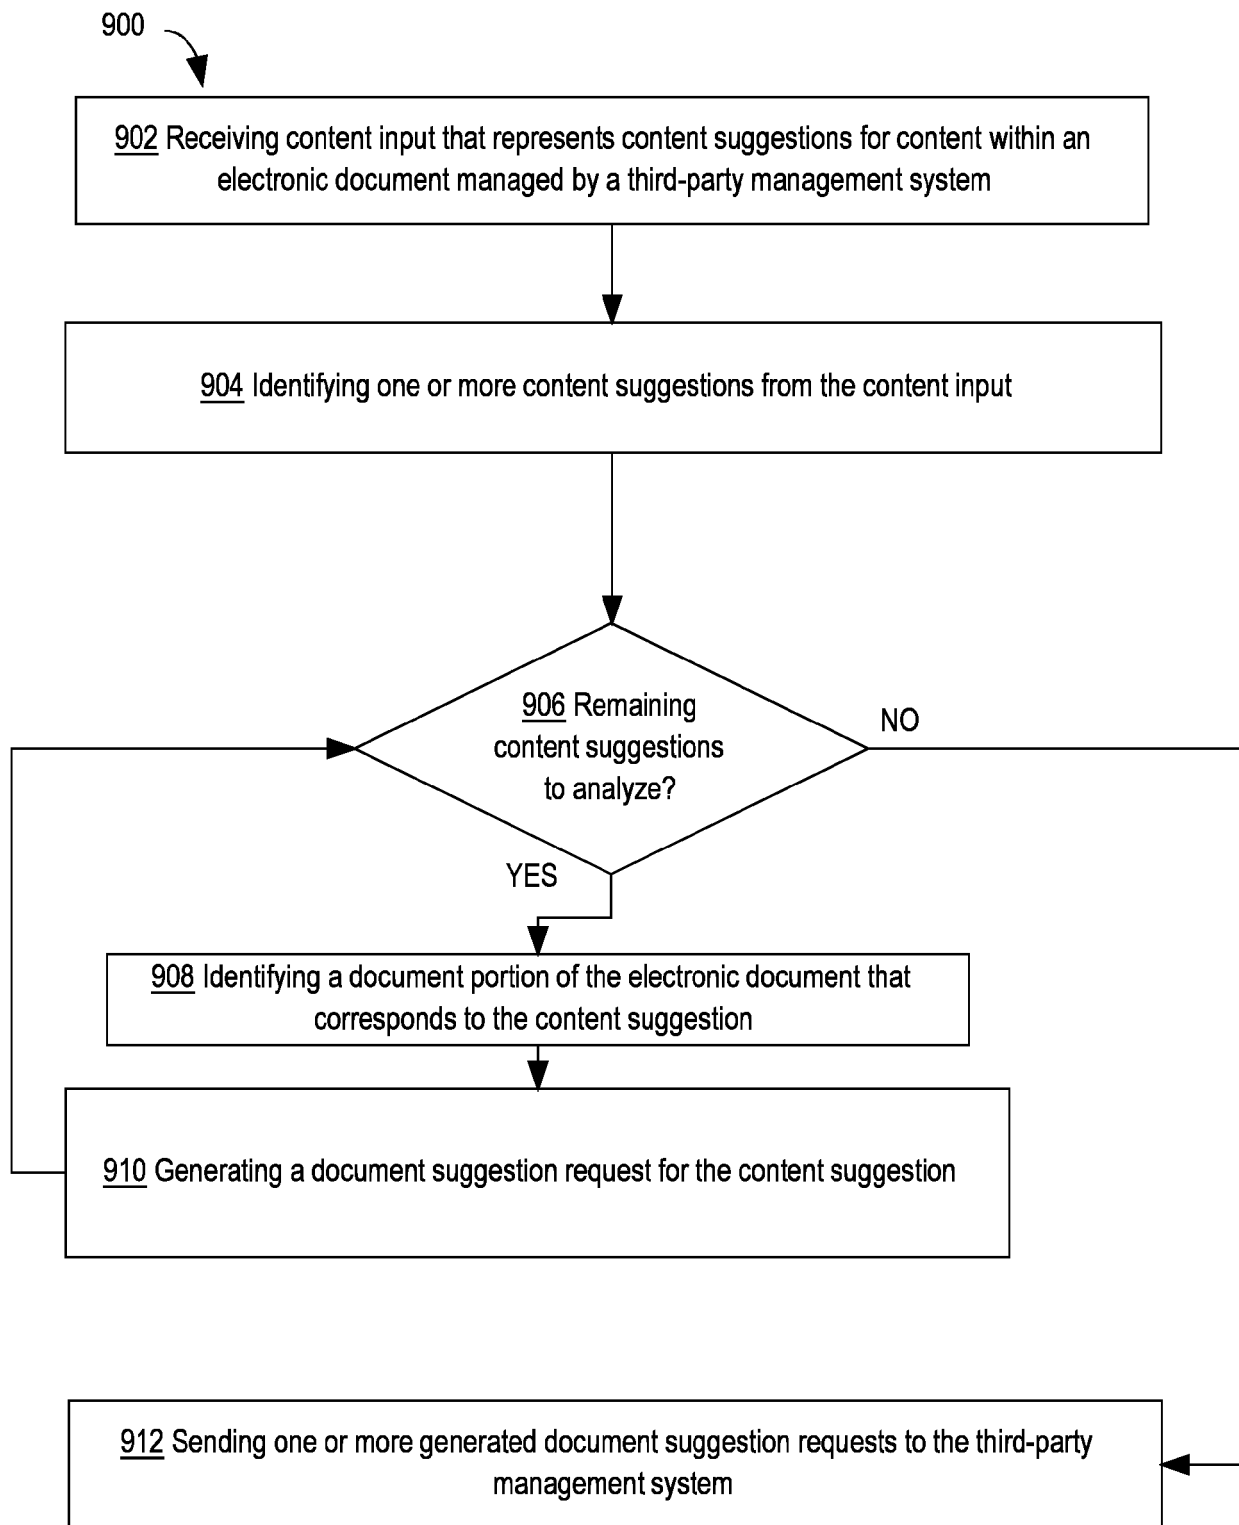 900
902 Receiving content input that represents content suggestions for content within an
electronic document managed by a third-party management system
904 Identifying one or more content suggestions from the content input
906 Remaining
content suggestions
to analyze?
NO
YES
908 Identifying a document portion of the electronic document that
corresponds to the content suggestion
910 Generating a document suggestion request for the content suggestion
912 Sending one or more generated document suggestion requests to the third-party
management system